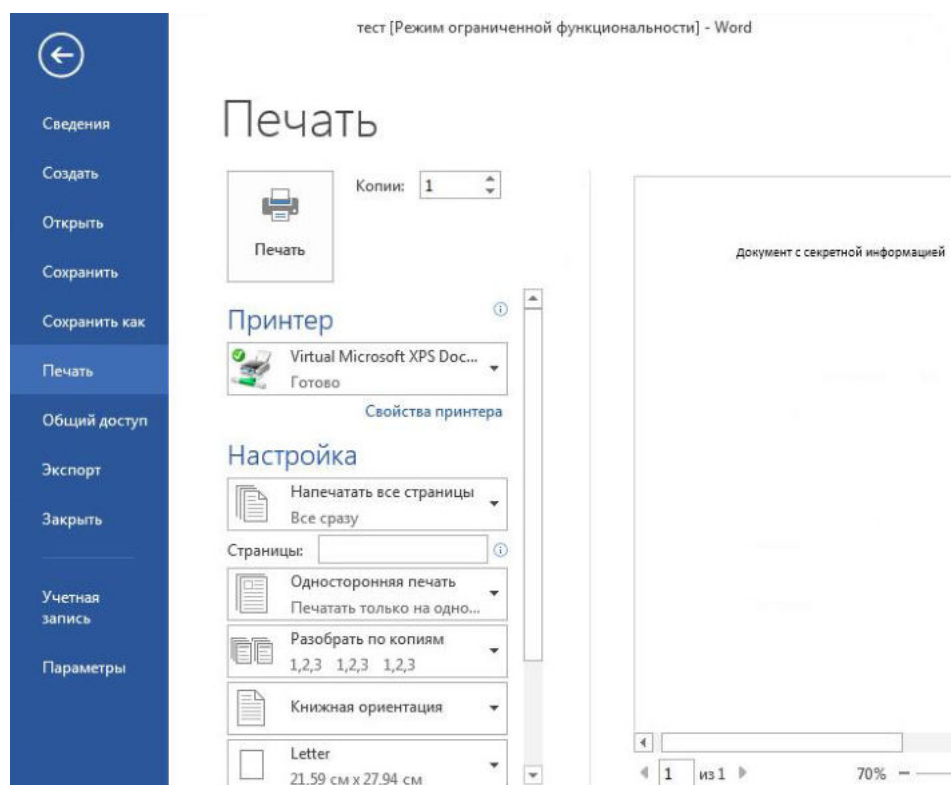 тест [Режим ограниченной функциональности] - Word
Сведения
Создать
Открыть
Сохранить
Сохранить как
Печать
Общий доступ
Экспорт
Закрыть
Учетная
запись
Параметры
Печать
Копии: 1
Печать
Принтер
Virtual Microsoft XPS Doc...
Готово
Свойства принтера
Настройка
Напечатать все страницы
Все сразу
Страницы:
Односторонняя печать
Печатать только на одно...
Разобрать по копиям
1,2,3 1,2,3 1,2,3
Книжная ориентация
Letter
21,59 см x 27,94 см
Документ с секретной информацией
1 из 1
70%